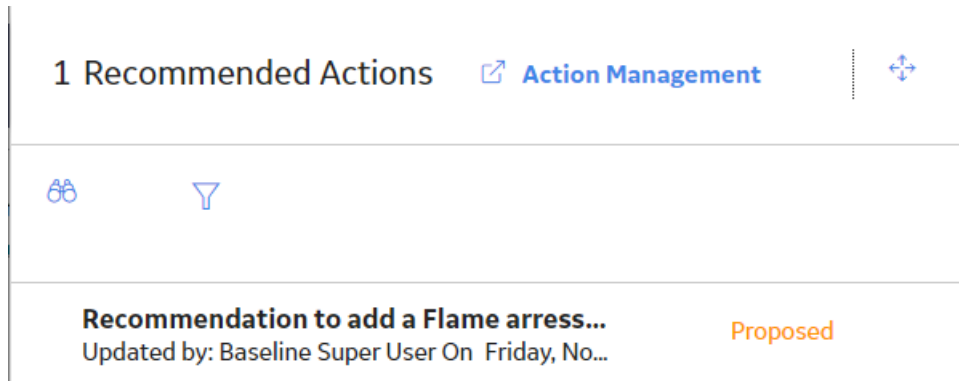 1 Recommended Actions Action Management
Recommendation to add a Flame arress...
Proposed
Updated by: Baseline Super User On Friday, No...